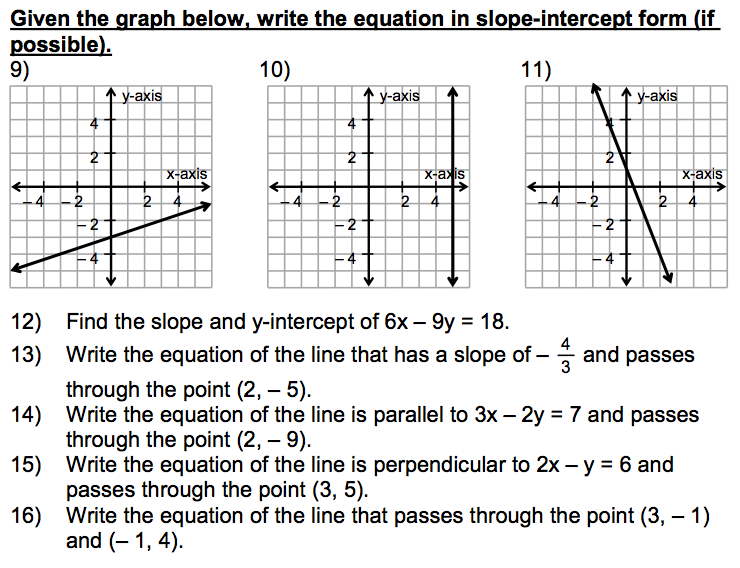 Given the graph below, write the equation in slope-intercept form (if
possible).
9) 10) 11)
y-axis y-axis y-axis
4 4 4
2 2 2
x-axis x-axis x-axis
– 4 – 2 2 4 – 4 – 2 2 4 – 4 – 2 2 4
– 2 – 2 – 2
– 4 – 4 – 4
12) Find the slope and y-intercept of 6x – 9y = 18.
13) Write the equation of the line that has a slope of – 4/3 and passes
through the point (2, – 5).
14) Write the equation of the line is parallel to 3x – 2y = 7 and passes
through the point (2, – 9).
15) Write the equation of the line is perpendicular to 2x – y = 6 and
passes through the point (3, 5).
16) Write the equation of the line that passes through the point (3, – 1)
and (– 1, 4).